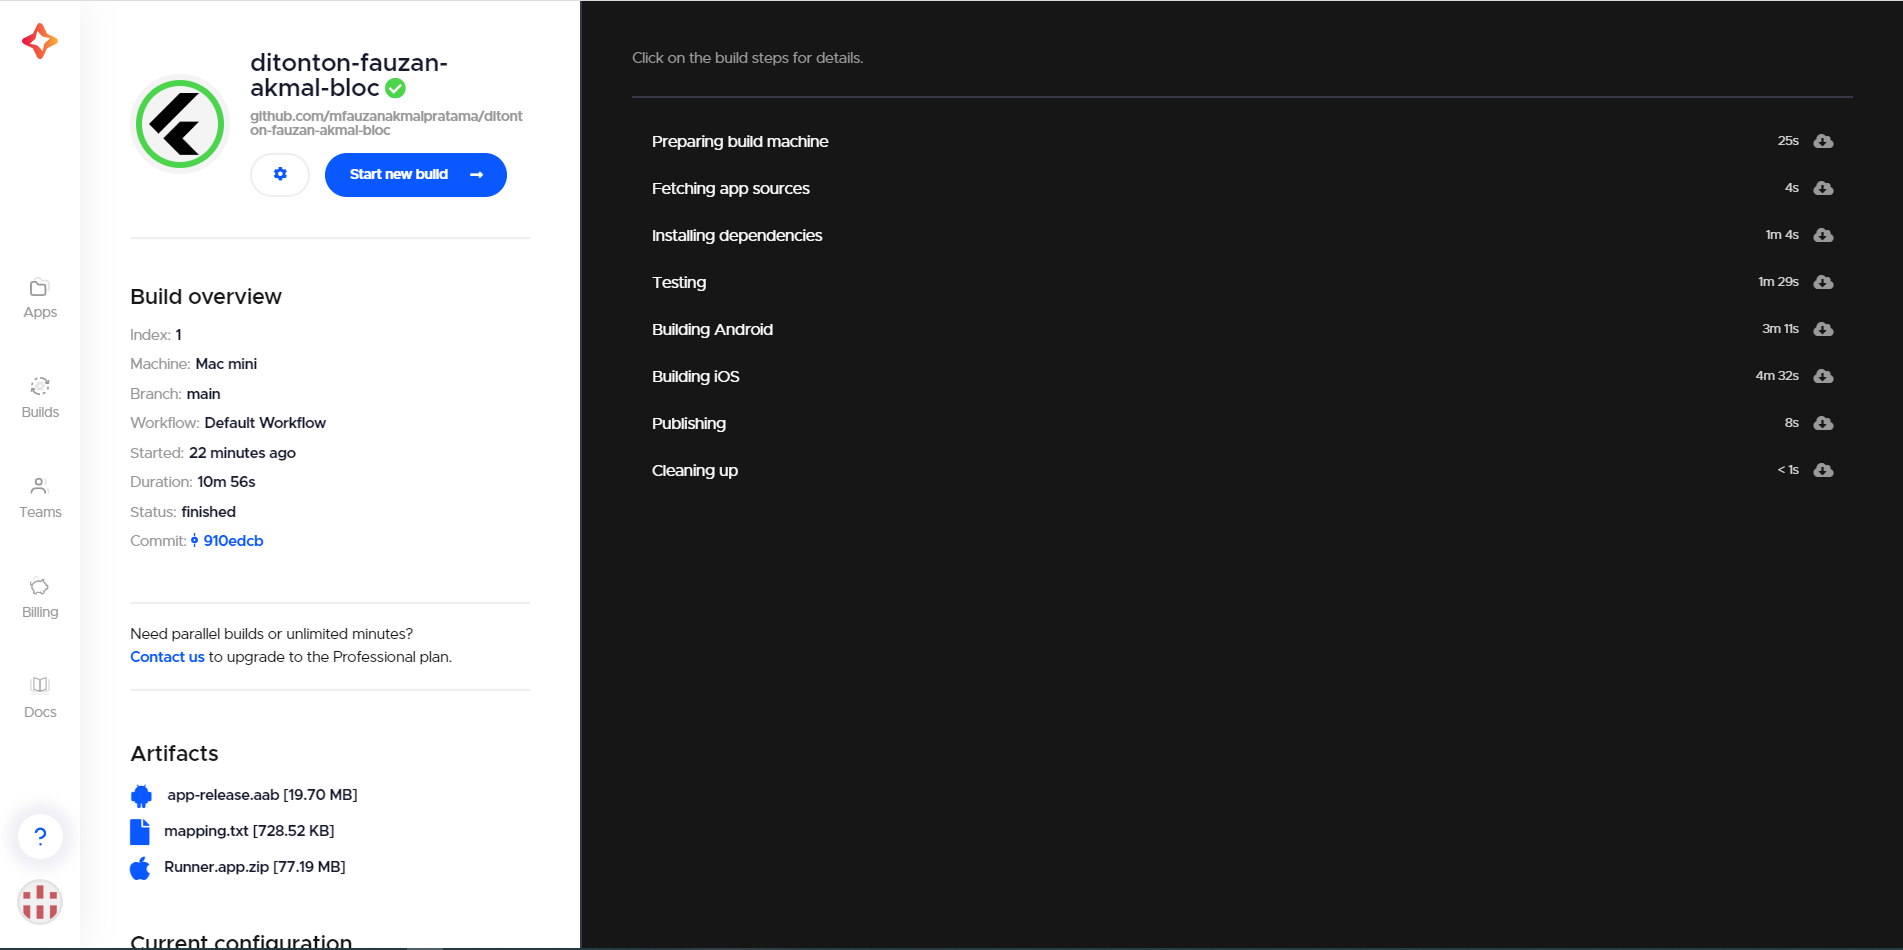 ditonton-fauzan-
akmal-bloc
github.com/mfauzanakmalpratama/ditont
on-fauzan-akmal-bloc
Start new build
Apps
Builds
Teams
Billing
Docs
?
Build overview
Index: 1
Machine: Mac mini
Branch: main
Workflow: Default Workflow
Started: 22 minutes ago
Duration: 10m 56s
Status: finished
Commit: 910edcb
Need parallel builds or unlimited minutes?
Contact us to upgrade to the Professional plan.
Artifacts
app-release.aab [19.70 MB]
mapping.txt [728.52 KB]
Runner.app.zip [77.19 MB]
Current configuration
Click on the build steps for details.
Preparing build machine 25s
Fetching app sources 4s
Installing dependencies 1m 4s
Testing 1m 29s
Building Android 3m 11s
Building iOS 4m 32s
Publishing 8s
Cleaning up < 1s